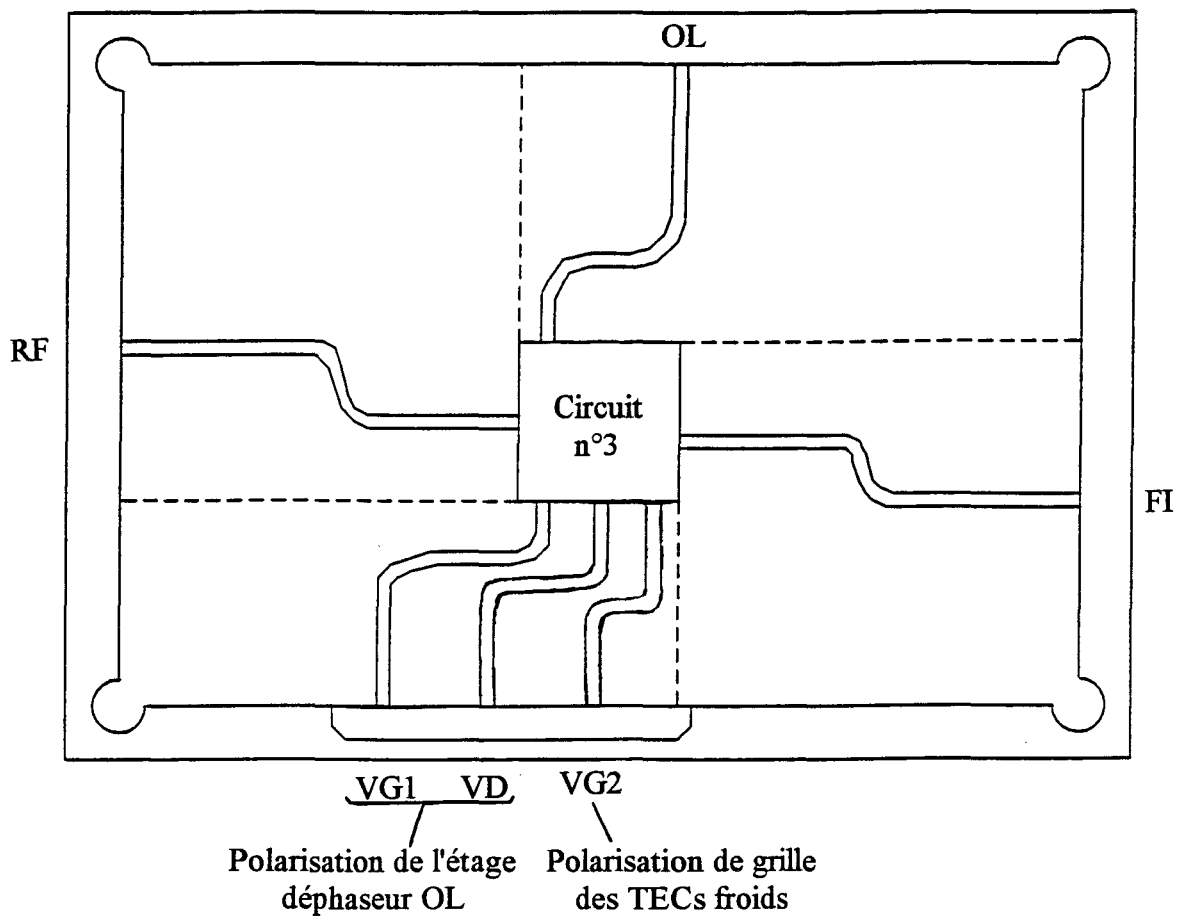 OL
RF
Circuit
n°3
FI
VG1 VD VG2
Polarisation de l'étage
déphaseur OL
Polarisation de grille
des TECs froids